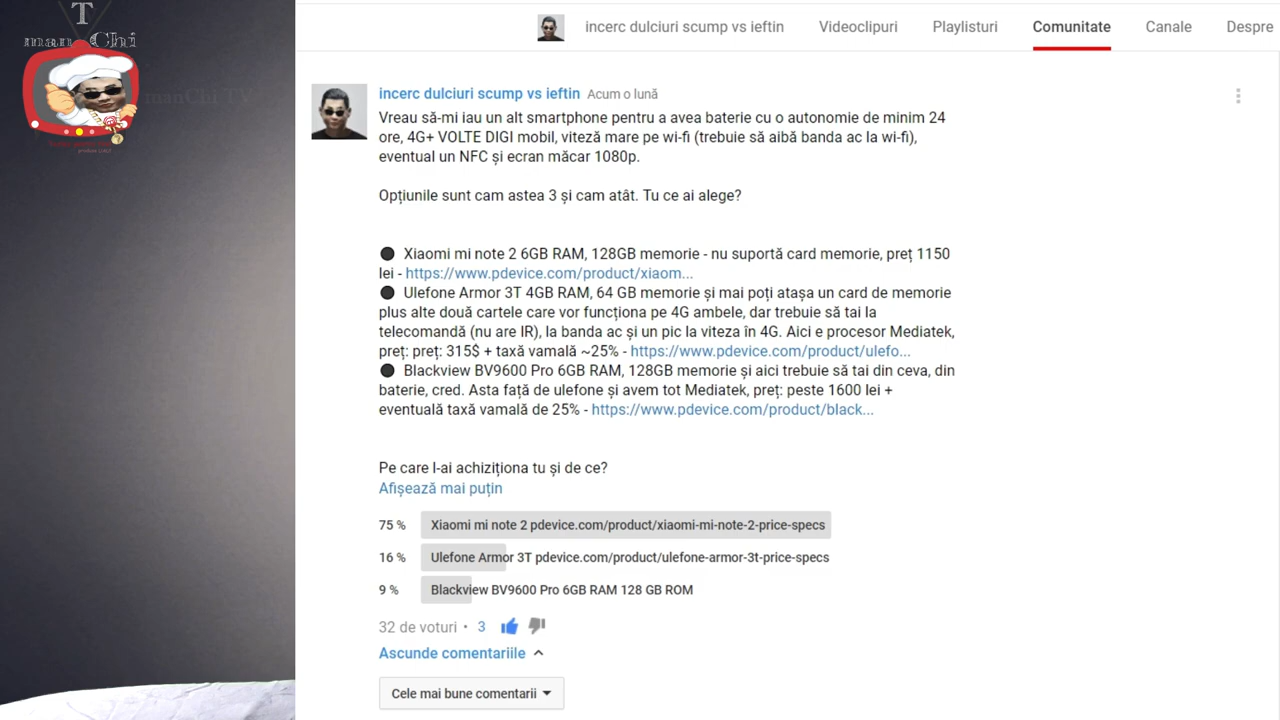 T
man Chi
manChi TV
incerc dulciuri scump vs ieftin Videoclipuri Playlisturi Comunitate Canale Despre
incerc dulciuri scump vs ieftin Acum o lună
Vreau să-mi iau un alt smartphone pentru a avea baterie cu o autonomie de minim 24
ore, 4G+ VOLTE DIGI mobil, viteză mare pe wi-fi (trebuie să aibă banda ac la wi-fi),
eventual un NFC și ecran măcar 1080p.
Opțiunile sunt cam astea 3 și cam atât. Tu ce ai alege?
● Xiaomi mi note 2 6GB RAM, 128GB memorie - nu suportă card memorie, preț 1150
lei - https://www.pdevice.com/product/xiaom...
● Ulefone Armor 3T 4GB RAM, 64 GB memorie și mai poți atașa un card de memorie
plus alte două cartele care vor funcționa pe 4G ambele, dar trebuie să tai la
telecomandă (nu are IR), la banda ac și un pic la viteza în 4G. Aici e procesor Mediatek,
preț: preț: 315$ + taxă vamală ~25% - https://www.pdevice.com/product/ulefo...
● Blackview BV9600 Pro 6GB RAM, 128GB memorie și aici trebuie să tai din ceva, din
baterie, cred. Asta față de ulefone și avem tot Mediatek, preț: peste 1600 lei +
eventuală taxă vamală de 25% - https://www.pdevice.com/product/black...
Pe care l-ai achiziționa tu și de ce?
Afișează mai puțin
75 % Xiaomi mi note 2 pdevice.com/product/xiaomi-mi-note-2-price-specs
16 % Ulefone Armor 3T pdevice.com/product/ulefone-armor-3t-price-specs
9 % Blackview BV9600 Pro 6GB RAM 128 GB ROM
32 de voturi • 3
Ascunde comentariile
Cele mai bune comentarii